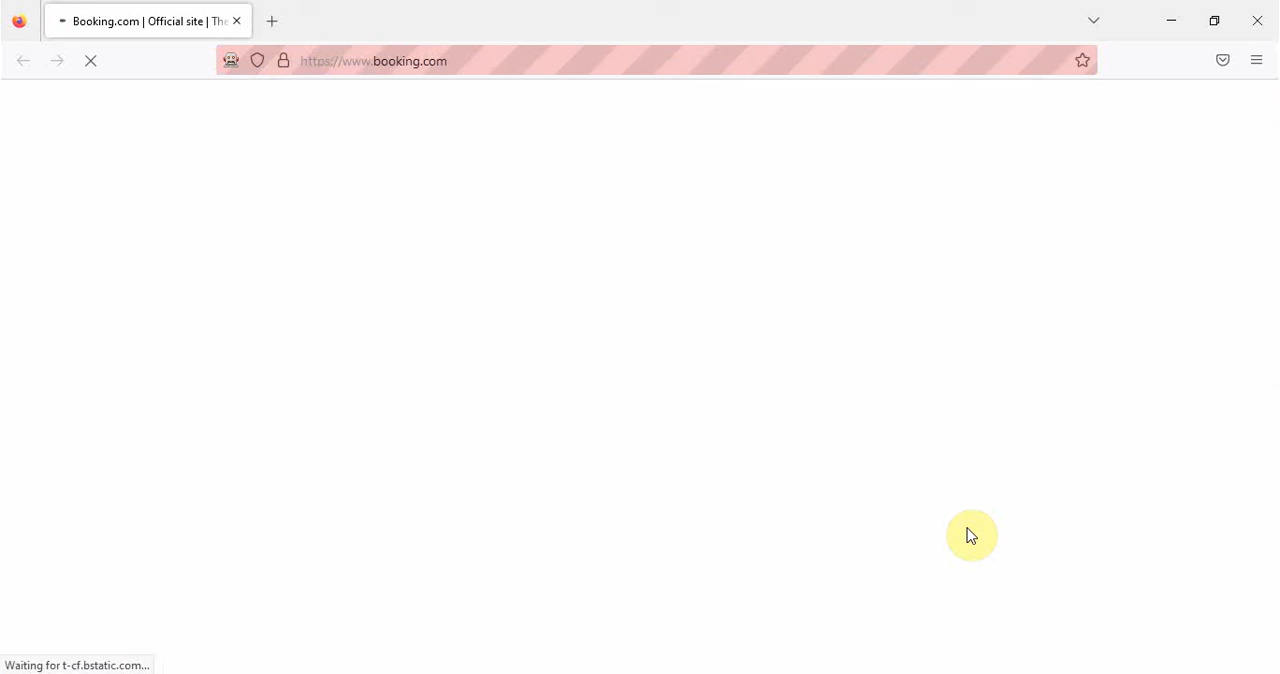 Booking.com | Official site | The
https://www.booking.com
Waiting for t-cf.bstatic.com...